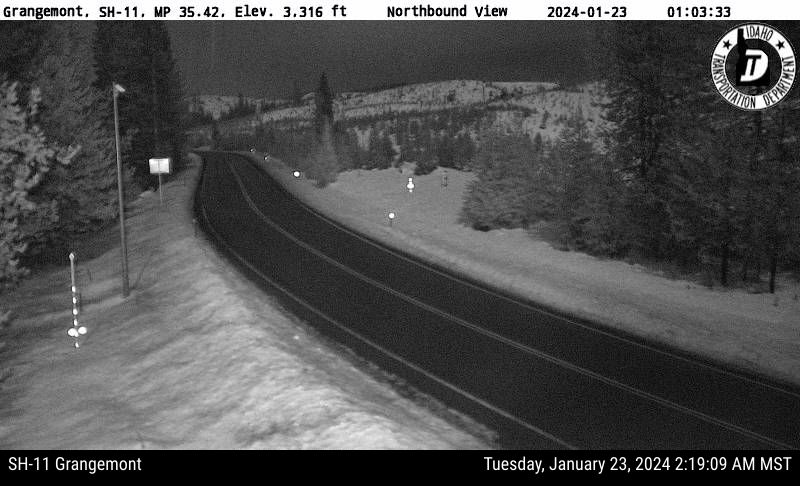 Grangemont, SH-11, MP 35.42, Elev. 3,316 ft Northbound View 2024-01-23 01:03:33
IDAHO
TRANSPORTATION DEPARTMENT
SH-11 Grangemont Tuesday, January 23, 2024 2:19:09 AM MST